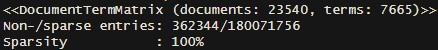 <<DocumentTermMatrix (documents: 23540, terms: 7665)>>
Non-/sparse entries: 362344/180071756
Sparsity           : 100%